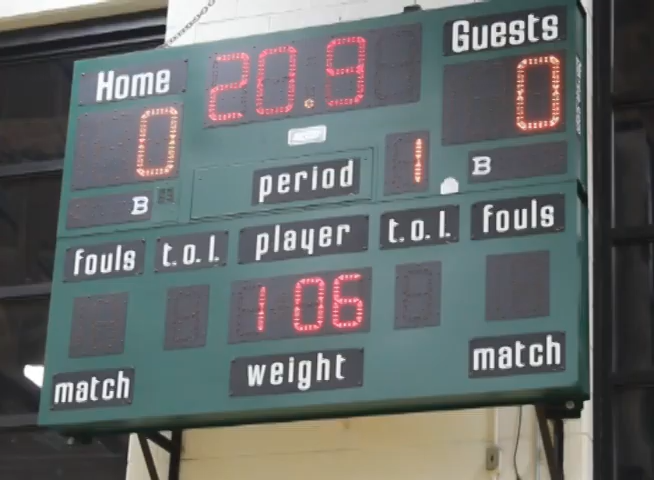 Home 20.9 Guests
0 0
period 1
B B
fouls t.o.l. player t.o.l. fouls
106
match weight match